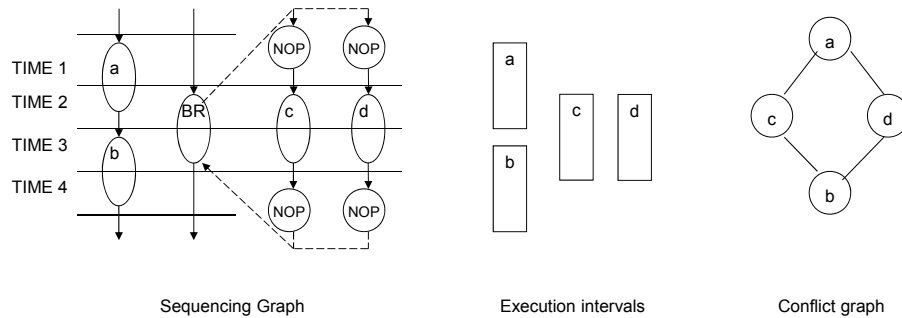 NOP NOP
TIME 1
a
TIME 2
BR
c
d
TIME 3
b
TIME 4
NOP NOP
a
c
d
b
a
c
d
b
Sequencing Graph
Execution intervals
Conflict graph